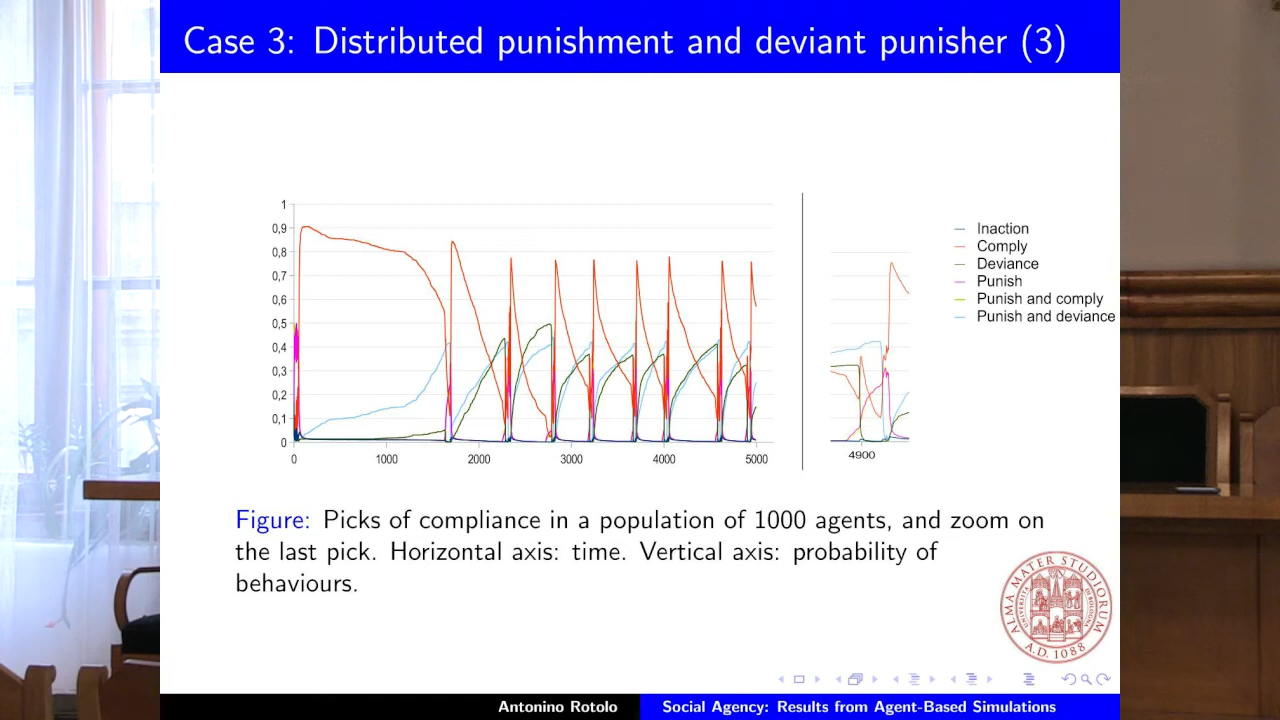 Case 3: Distributed punishment and deviant punisher (3)
1
0,9
0,8
0,7
0,6
0,5
0,4
0,3
0,2
0,1
0
0
1000
2000
3000
4000
5000
4900
Inaction
Comply
Deviance
Punish
Punish and comply
Punish and deviance
Figure: Picks of compliance in a population of 1000 agents, and zoom on
the last pick. Horizontal axis: time. Vertical axis: probability of
behaviours.
ALMA MATER STUDIORUM
A.D. 1088
Antonino Rotolo
Social Agency: Results from Agent-Based Simulations